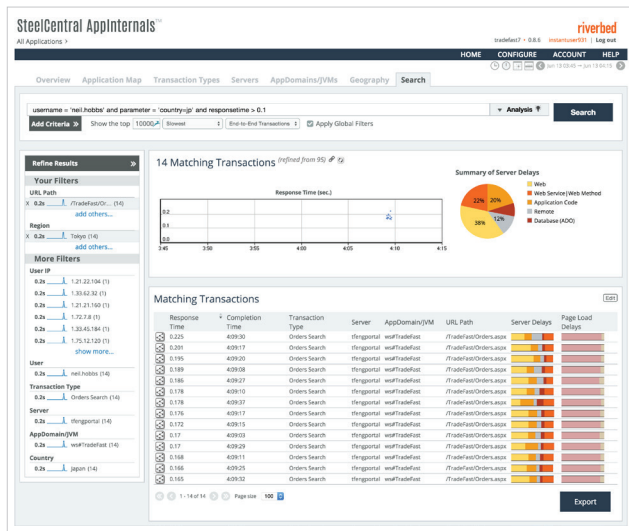 SteelCentral AppInternals™
riverbed
All Applications >
tradefast7 • 0.8.6 instantuser931 | Log out
HOME CONFIGURE ACCOUNT HELP
Jun 13 03:45 — Jun 13 04:15
Overview Application Map Transaction Types Servers AppDomains/JVMs Geography Search
username = 'neil.hobbs' and parameter = 'country=jp' and responsetime > 0.1
Analysis
Search
Add Criteria » Show the top 10000 Slowest End-to-End Transactions Apply Global Filters
Refine Results »
Your Filters
URL Path
X 0.2s /TradeFast/Or... (14)
add others...
Region
X 0.2s Tokyo (14)
add others...
More Filters
User IP
0.2s 1.21.22.104 (1)
0.2s 1.33.62.32 (1)
0.2s 1.21.21.160 (1)
0.2s 1.72.7.8 (1)
0.2s 1.33.45.184 (1)
0.2s 1.75.12.120 (1)
show more...
User
0.2s neil.hobbs (14)
Transaction Type
0.2s Orders Search (14)
Server
0.2s tfengportal (14)
AppDomain/JVM
0.2s ws#TradeFast (14)
Country
0.2s Japan (14)
14 Matching Transactions (refined from 95)
Response Time (sec.)
0.2
0.1
0.0
3:45 3:50 3:55 4:00 4:05 4:10 4:15
Summary of Server Delays
22% 20%
38% 12%
Web
Web Service|Web Method
Application Code
Remote
Database (ADO)
Matching Transactions
Edit
Response Time Completion Time Transaction Type Server AppDomain/JVM URL Path Server Delays Page Load Delays
0.225 4:09:30 Orders Search tfengportal ws#TradeFast /TradeFast/Orders.aspx
0.201 4:09:17 Orders Search tfengportal ws#TradeFast /TradeFast/Orders.aspx
0.195 4:09:20 Orders Search tfengportal ws#TradeFast /TradeFast/Orders.aspx
0.189 4:09:08 Orders Search tfengportal ws#TradeFast /TradeFast/Orders.aspx
0.186 4:09:27 Orders Search tfengportal ws#TradeFast /TradeFast/Orders.aspx
0.178 4:09:10 Orders Search tfengportal ws#TradeFast /TradeFast/Orders.aspx
0.178 4:09:37 Orders Search tfengportal ws#TradeFast /TradeFast/Orders.aspx
0.176 4:09:17 Orders Search tfengportal ws#TradeFast /TradeFast/Orders.aspx
0.172 4:09:15 Orders Search tfengportal ws#TradeFast /TradeFast/Orders.aspx
0.17 4:09:03 Orders Search tfengportal ws#TradeFast /TradeFast/Orders.aspx
0.17 4:09:29 Orders Search tfengportal ws#TradeFast /TradeFast/Orders.aspx
0.168 4:09:11 Orders Search tfengportal ws#TradeFast /TradeFast/Orders.aspx
0.166 4:09:25 Orders Search tfengportal ws#TradeFast /TradeFast/Orders.aspx
0.165 4:09:32 Orders Search tfengportal ws#TradeFast /TradeFast/Orders.aspx
1 - 14 of 14 Page size 100
Export